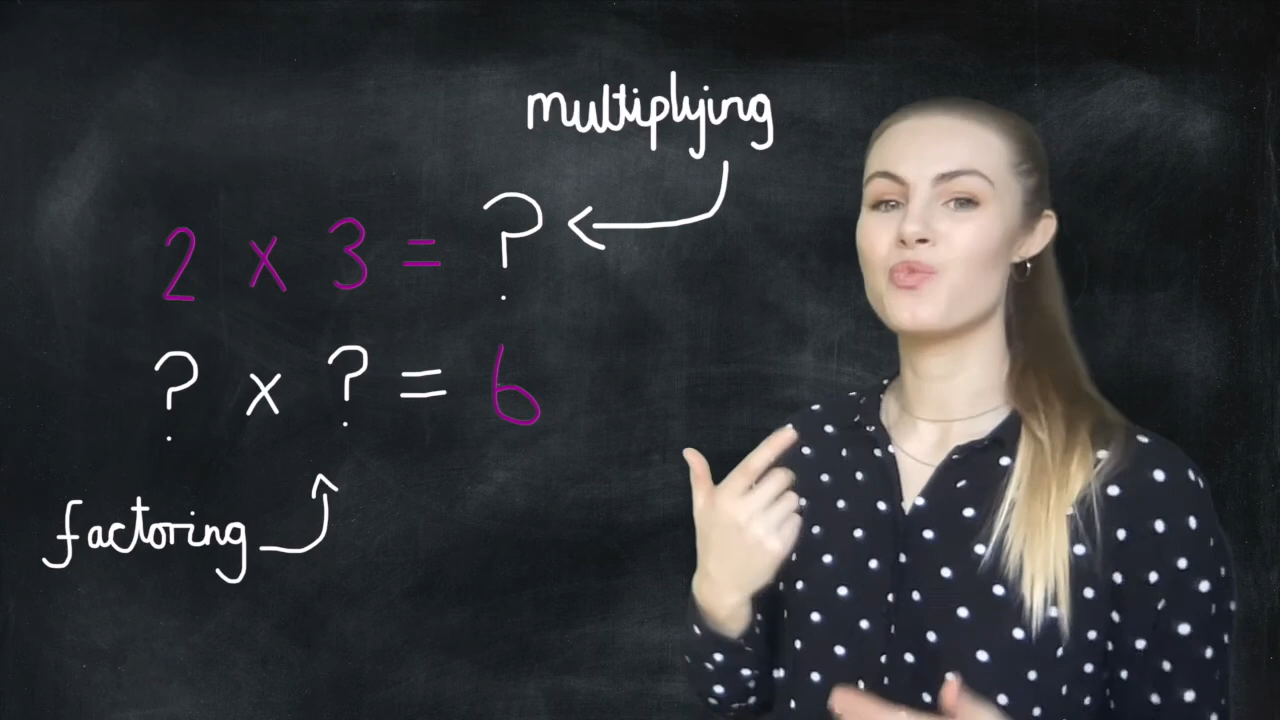 multiplying
2 x 3 = ?
? x ? = 6
factoring